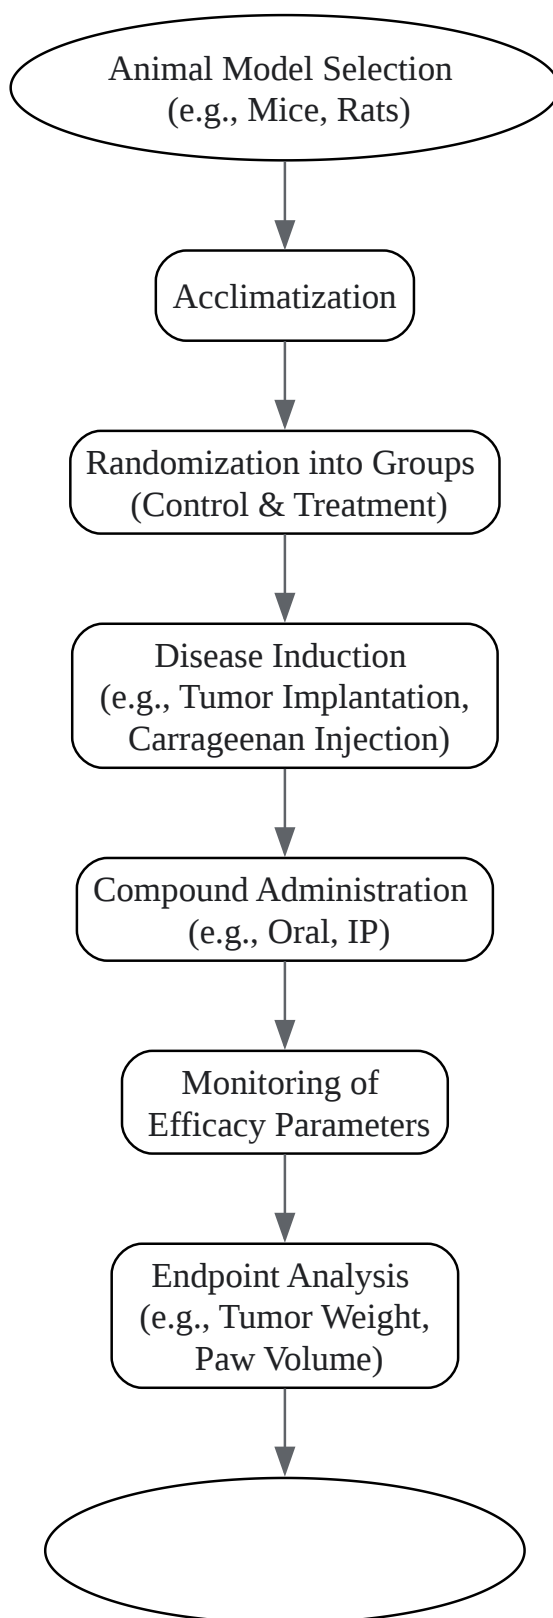 Animal Model Selection
(e.g., Mice, Rats)
Acclimatization
Randomization into Groups
(Control & Treatment)
Disease Induction
(e.g., Tumor Implantation,
Carrageenan Injection)
Compound Administration
(e.g., Oral, IP)
Monitoring of
Efficacy Parameters
Endpoint Analysis
(e.g., Tumor Weight,
Paw Volume)